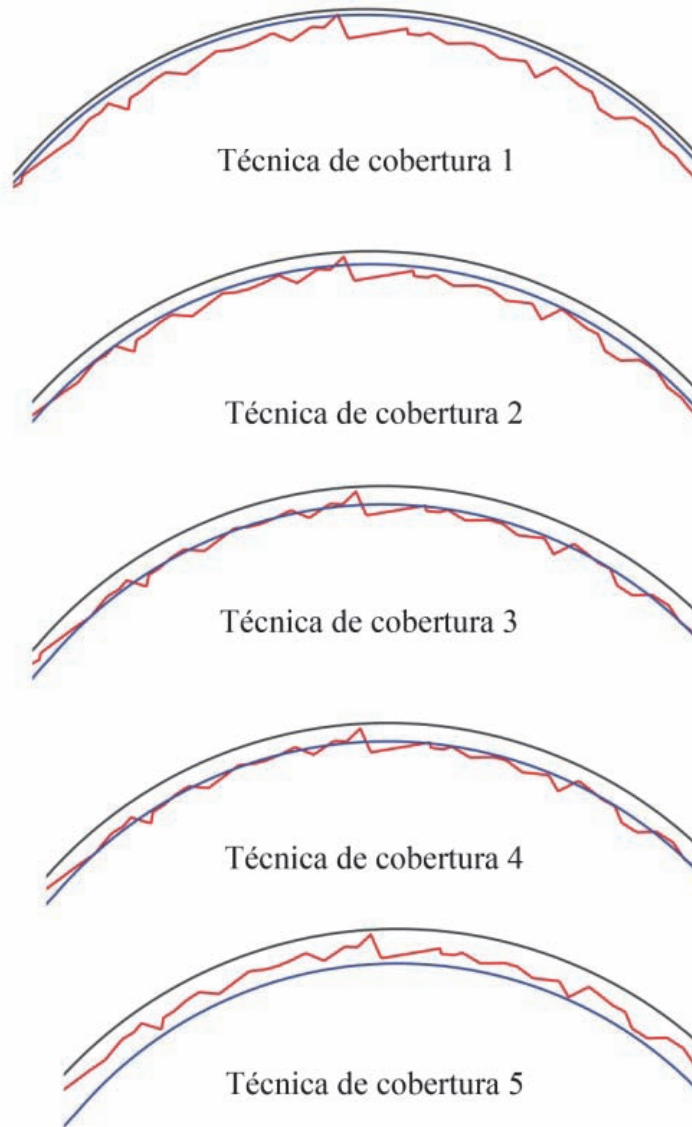 Técnica de cobertura 1
Técnica de cobertura 2
Técnica de cobertura 3
Técnica de cobertura 4
Técnica de cobertura 5